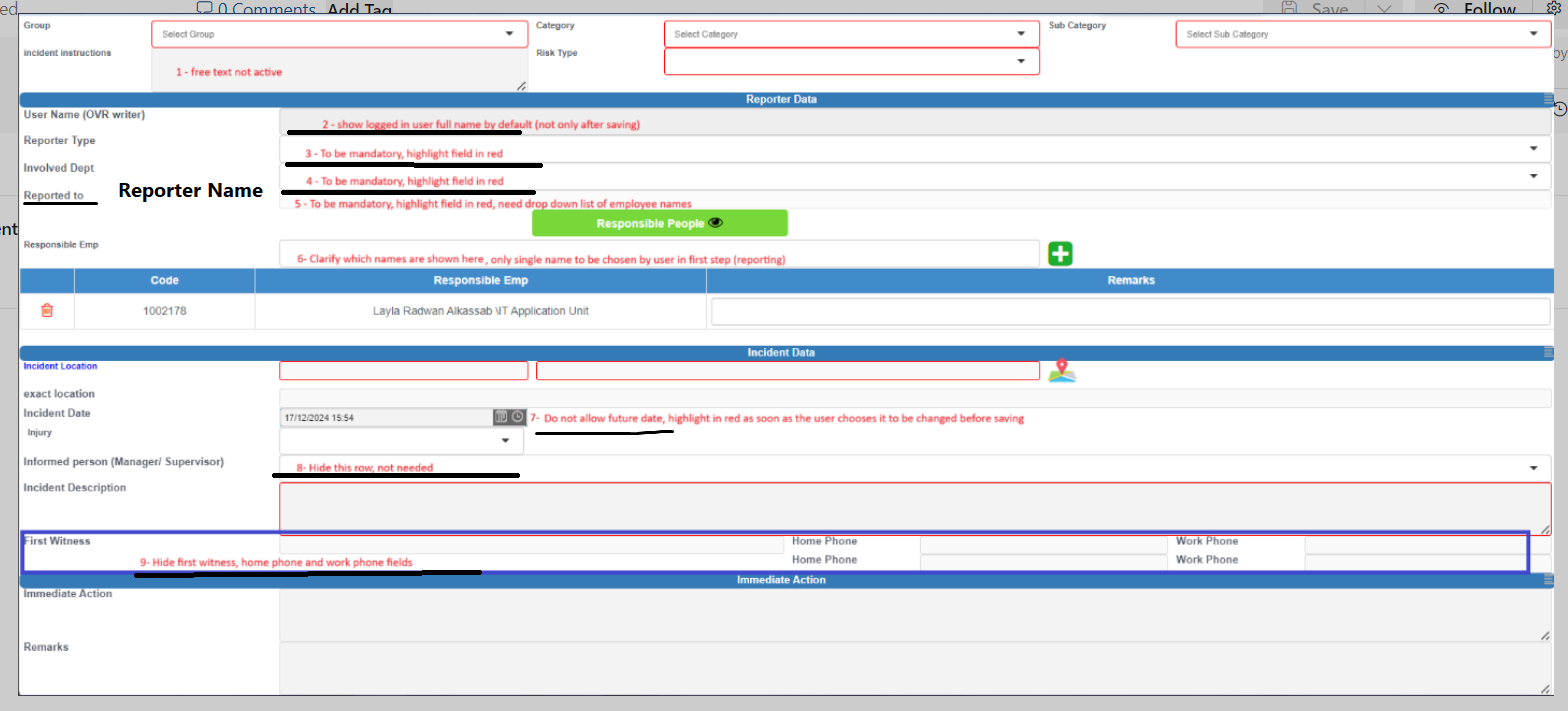 ed 0 Comments Add Tag Save Follow
Group Select Group Category Select Category Sub Category Select Sub Category
incident instructions 1 - free text not active Risk Type
by
Reporter Data
User Name (OVR writer) 2 - show logged in user full name by default (not only after saving)
Reporter Type 3 - To be mandatory, highlight field in red
Involved Dept 4 - To be mandatory, highlight field in red
Reported to Reporter Name 5 - To be mandatory, highlight field in red, need drop down list of employee names
ent Responsible People
Responsible Emp 6- Clarify which names are shown here , only single name to be chosen by user in first step (reporting)
Code Responsible Emp Remarks
1002178 Layla Radwan Alkassab \IT Application Unit
Incident Data
Incident Location
exact location
Incident Date 17/12/2024 15:54 7- Do not allow future date, highlight in red as soon as the user chooses it to be changed before saving
Injury
Informed person (Manager/ Supervisor) 8- Hide this row, not needed
Incident Description
First Witness Home Phone Work Phone
9- Hide first witness, home phone and work phone fields Home Phone Work Phone
Immediate Action
Immediate Action
Remarks